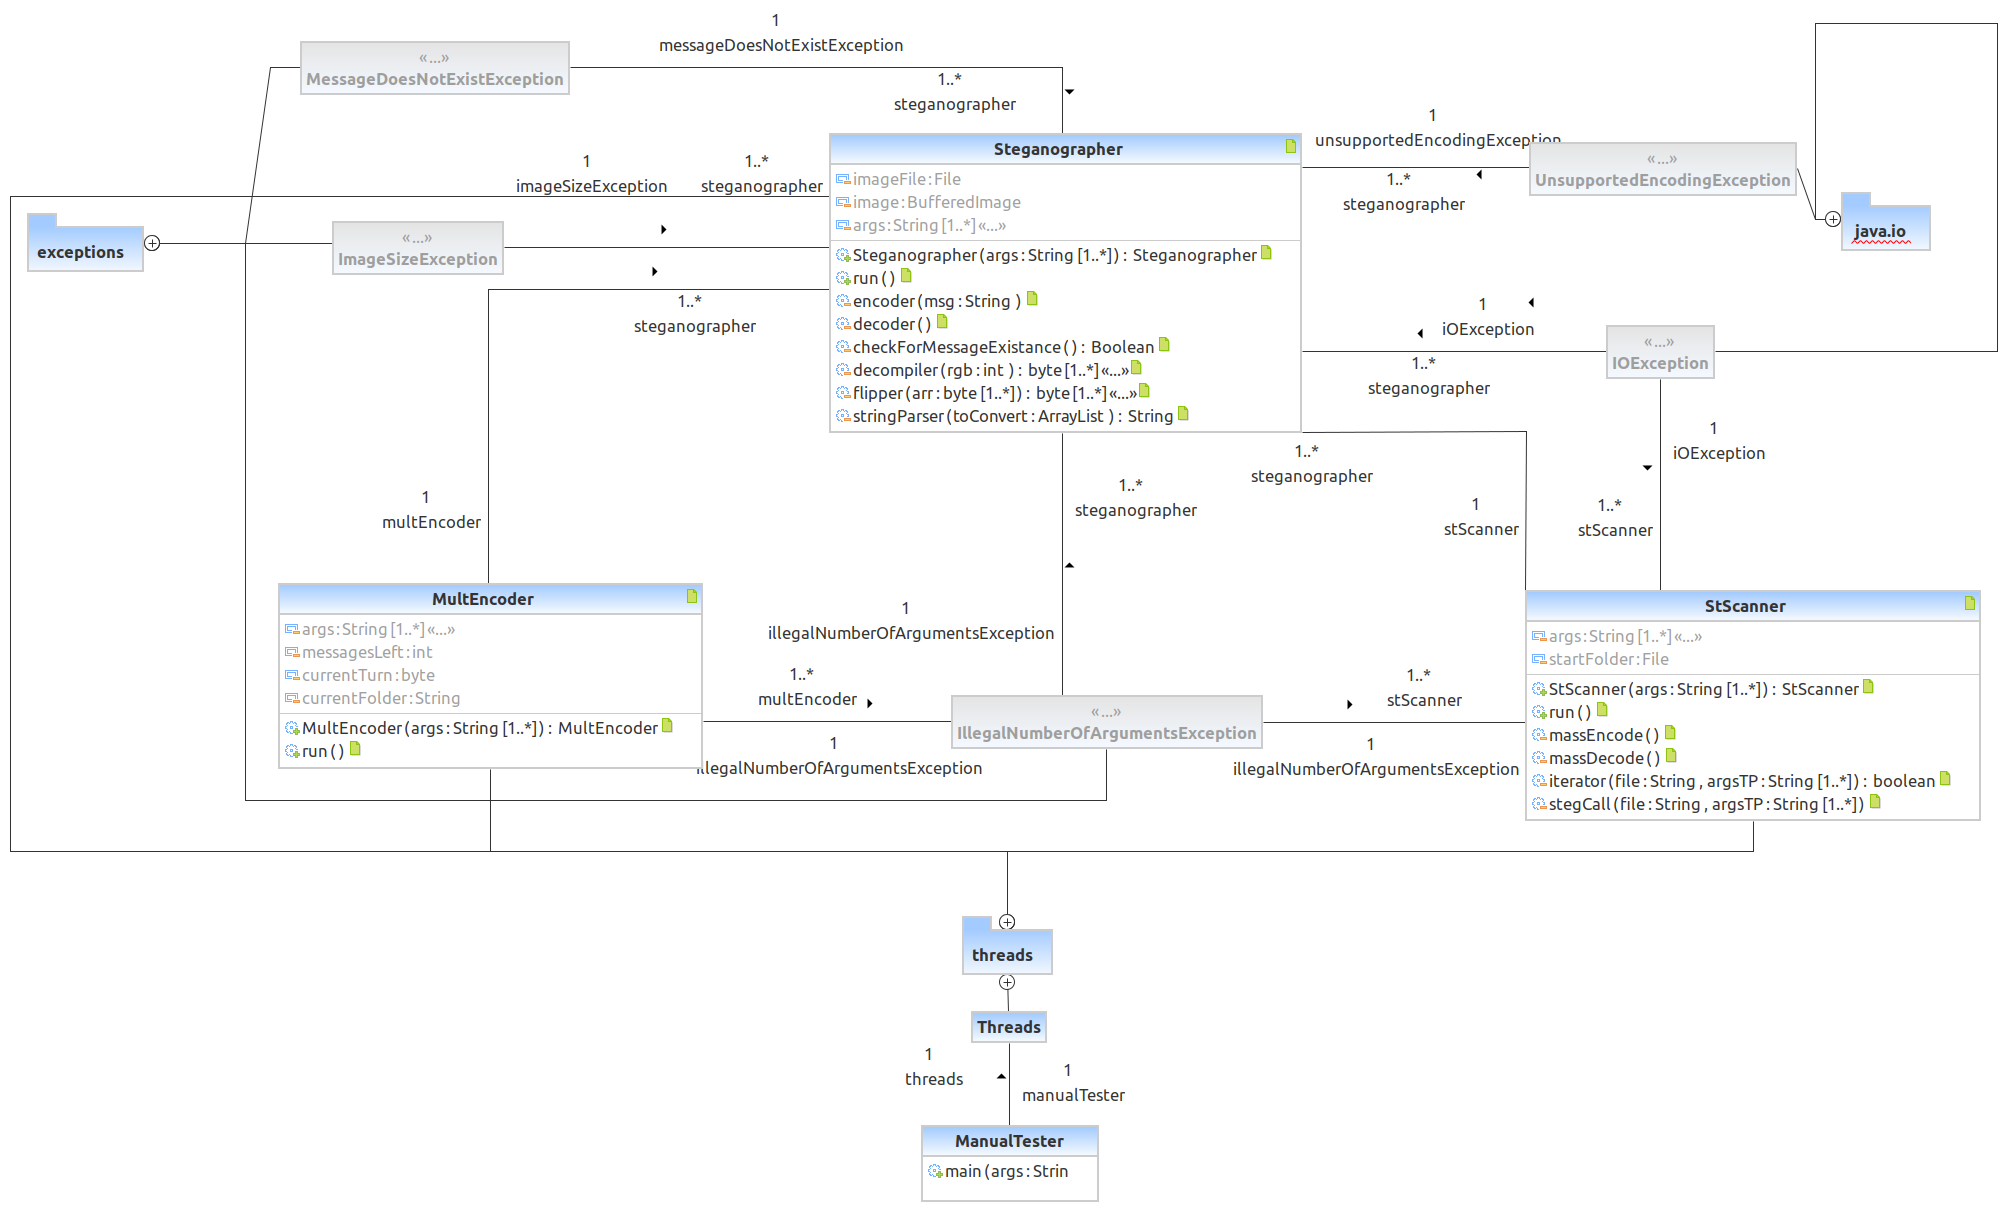 1
messageDoesNotExistException
«...»
MessageDoesNotExistException
1..*
steganographer
1
unsupportedEncodingException
Steganographer
imageFile:File
image:BufferedImage
args:String[1..*]«...»
Steganographer(args:String[1..*]): Steganographer
run()
encoder(msg:String )
decoder()
checkForMessageExistance(): Boolean
decompiler(rgb:int ): byte[1..*]«...»
flipper(arr:byte[1..*]): byte[1..*]«...»
stringParser(toConvert:ArrayList ): String
«...»
UnsupportedEncodingException
1..*
steganographer
java.io
1
imageSizeException
1..*
steganographer
exceptions
«...»
ImageSizeException
1..*
steganographer
1
iOException
1..*
steganographer
«...»
IOException
1
iOException
1..*
steganographer
1..*
steganographer
1
multEncoder
1
stScanner
1..*
stScanner
MultEncoder
args:String[1..*]«...»
messagesLeft:int
currentTurn:byte
currentFolder:String
MultEncoder(args:String[1..*]): MultEncoder
run()
1
illegalNumberOfArgumentsException
1..*
multEncoder
1
illegalNumberOfArgumentsException
«...»
IllegalNumberOfArgumentsException
1..*
stScanner
1
illegalNumberOfArgumentsException
StScanner
args:String[1..*]«...»
startFolder:File
StScanner(args:String[1..*]): StScanner
run()
massEncode()
massDecode()
iterator(file:String, argsTP:String[1..*]): boolean
stegCall(file:String, argsTP:String[1..*])
threads
Threads
1
threads
1
manualTester
ManualTester
main(args:Strin